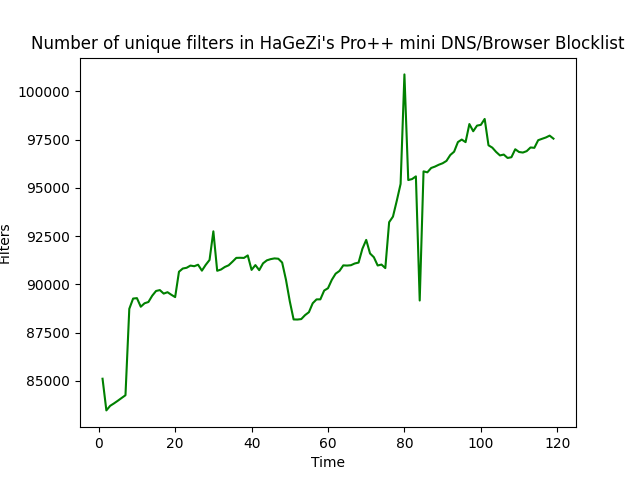 Number of unique filters in HaGeZi's Pro++ mini DNS/Browser Blocklist
100000
97500
95000
92500
90000
87500
85000
Filters
0 20 40 60 80 100 120
Time